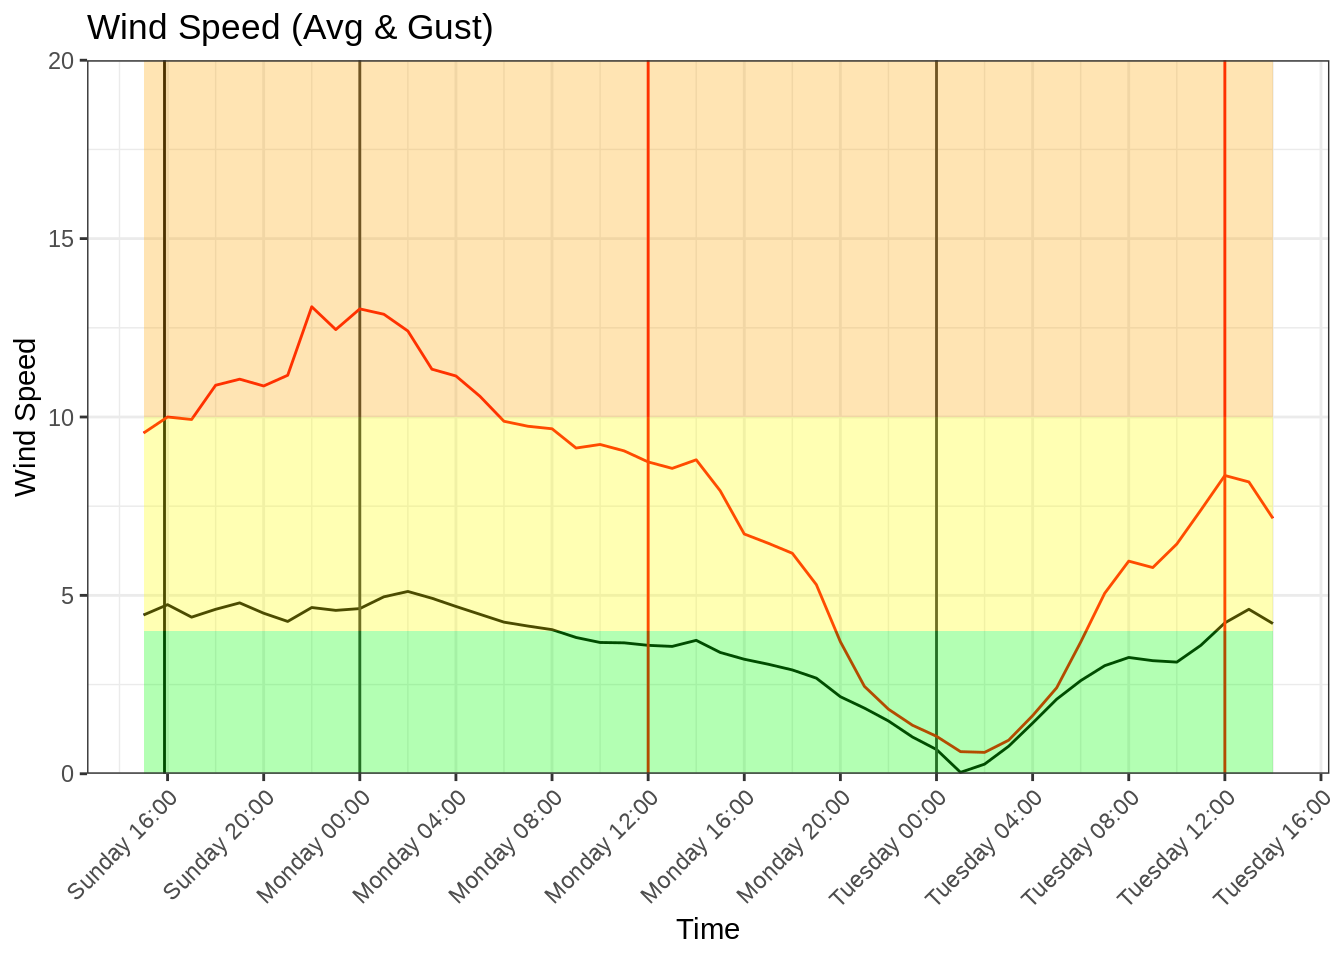 Wind Speed (Avg & Gust)
20
15
10
5
0
Wind Speed
Sunday 16:00
Sunday 20:00
Monday 00:00
Monday 04:00
Monday 08:00
Monday 12:00
Monday 16:00
Monday 20:00
Tuesday 00:00
Tuesday 04:00
Tuesday 08:00
Tuesday 12:00
Tuesday 16:00
Time